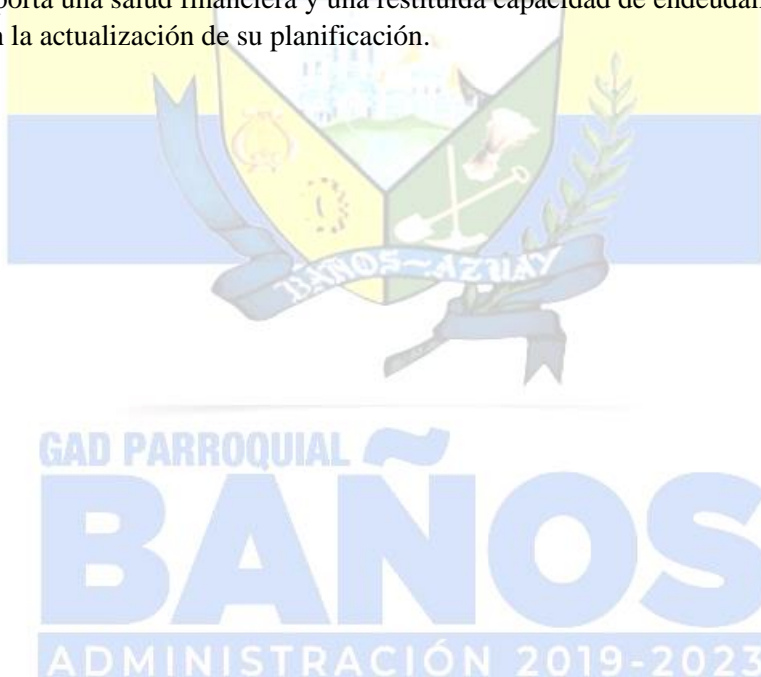 porta una salud financiera y una restituida capacidad de
la actualización de su planificación.
BAÑOS-AZUAY
GAD PARROQUIAL
BAÑOS
ADMINISTRACIÓN 2019-2023